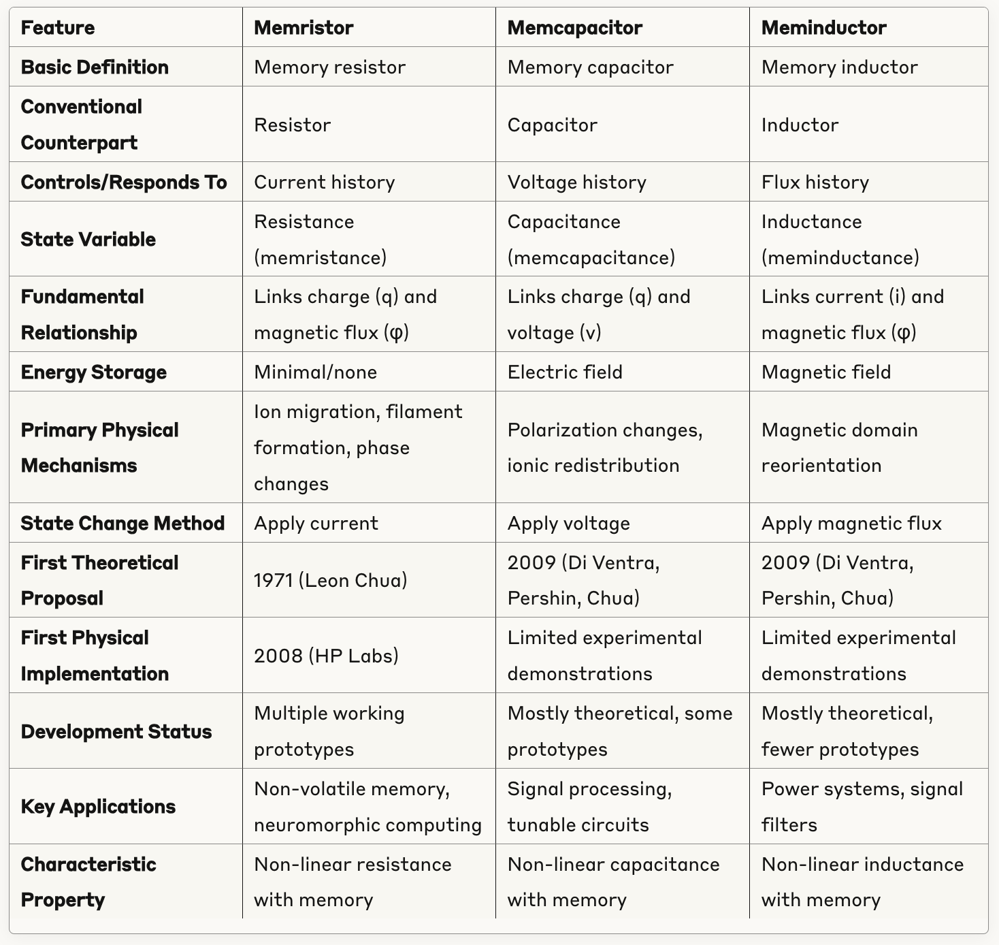 Feature Memristor Memcapacitor Meminductor
Basic Definition Memory resistor Memory capacitor Memory inductor
Conventional
Counterpart
Resistor
Capacitor
Inductor
Controls/Responds To Current history Voltage history Flux history
State Variable
Resistance
(memristance)
Capacitance
(memcapacitance)
Inductance
(meminductance)
Fundamental
Relationship
Links charge (q) and
magnetic flux (φ)
Links charge (q) and
voltage (v)
Links current (i) and
magnetic flux (φ)
Energy Storage Minimal/none Electric field Magnetic field
Primary Physical
Mechanisms
Ion migration, filament
formation, phase
changes
Polarization changes,
ionic redistribution
Magnetic domain
reorientation
State Change Method Apply current Apply voltage Apply magnetic flux
First Theoretical
Proposal
1971 (Leon Chua)
2009 (Di Ventra,
Pershin, Chua)
2009 (Di Ventra,
Pershin, Chua)
First Physical
Implementation
2008 (HP Labs)
Limited experimental
demonstrations
Limited experimental
demonstrations
Development Status
Multiple working
prototypes
Mostly theoretical, some
prototypes
Mostly theoretical,
fewer prototypes
Key Applications
Non-volatile memory,
neuromorphic computing
Signal processing,
tunable circuits
Power systems, signal
filters
Characteristic
Property
Non-linear resistance
with memory
Non-linear capacitance
with memory
Non-linear inductance
with memory